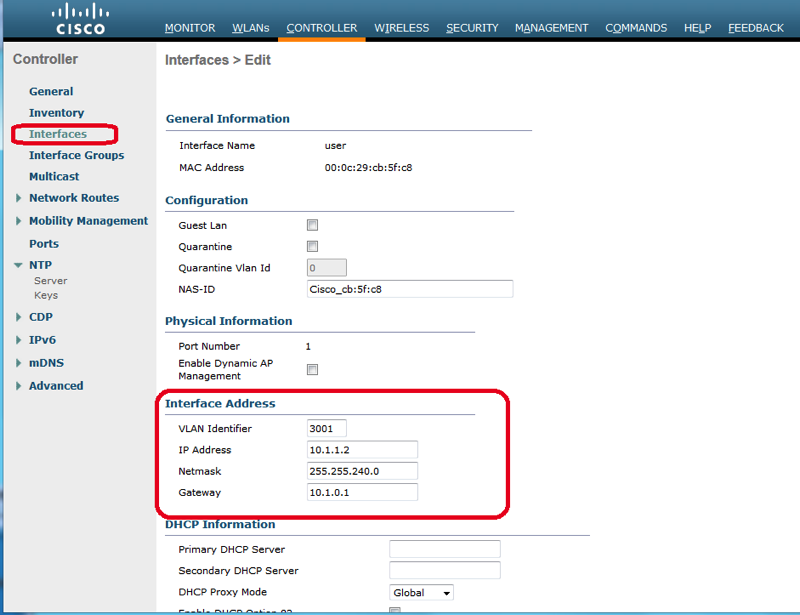 CISCO
MONITOR WLANs CONTROLLER WIRELESS SECURITY MANAGEMENT COMMANDS HELP FEEDBACK
Controller
General
Inventory
Interfaces
Interface Groups
Multicast
Network Routes
Mobility Management
Ports
NTP
Server
Keys
CDP
IPv6
mDNS
Advanced
Interfaces > Edit
General Information
Interface Name user
MAC Address 00:0c:29:cb:5f:c8
Configuration
Guest Lan
Quarantine
Quarantine Vlan Id 0
NAS-ID Cisco_cb:5f:c8
Physical Information
Port Number 1
Enable Dynamic AP
Management
Interface Address
VLAN Identifier 3001
IP Address 10.1.1.2
Netmask 255.255.240.0
Gateway 10.1.0.1
DHCP Information
Primary DHCP Server
Secondary DHCP Server
DHCP Proxy Mode Global
Enable DHCP Option 82